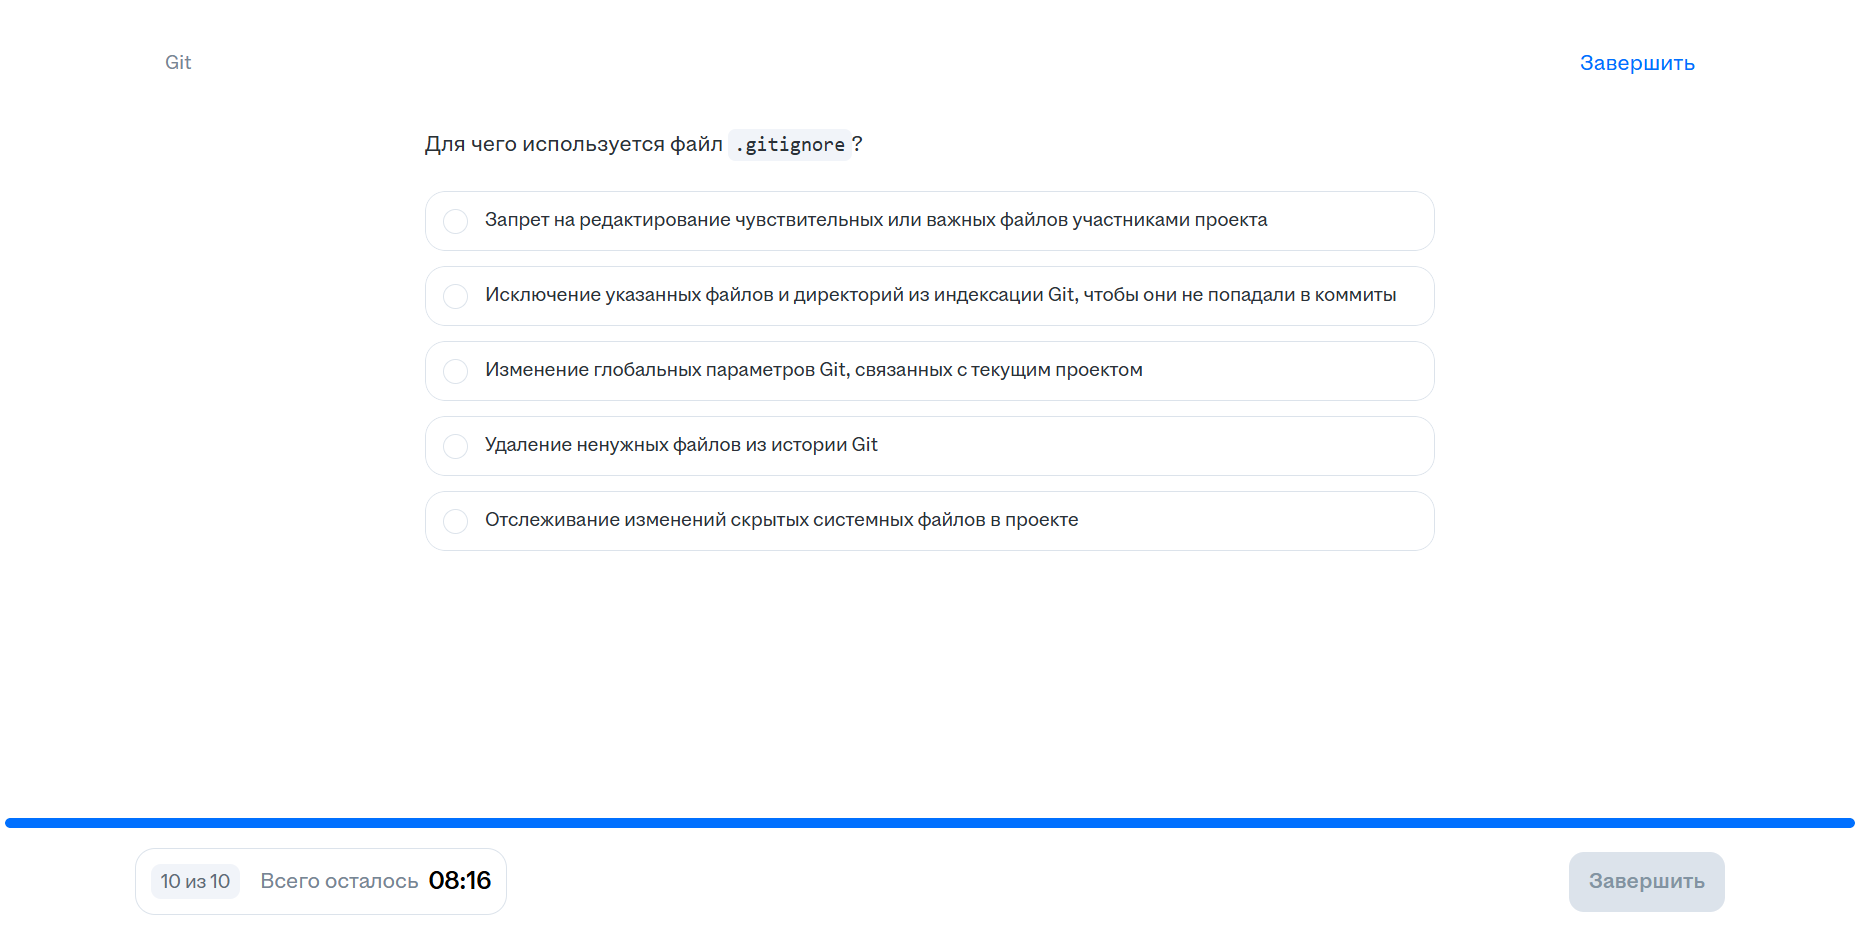 Git
Завершить
Для чего используется файл .gitignore?
Запрет на редактирование чувствительных или важных файлов участниками проекта
Исключение указанных файлов и директорий из индексации Git, чтобы они не попадали в коммиты
Изменение глобальных параметров Git, связанных с текущим проектом
Удаление ненужных файлов из истории Git
Отслеживание изменений скрытых системных файлов в проекте
10 из 10 Всего осталось 08:16
Завершить